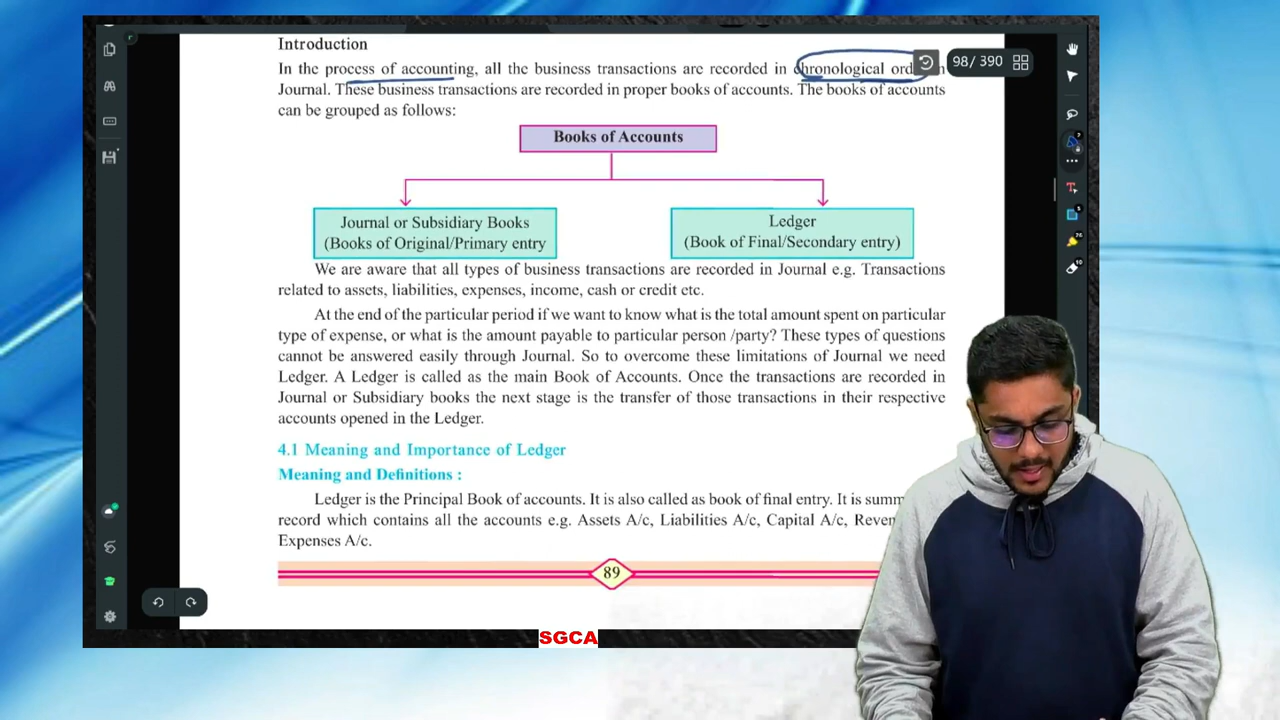 Introduction
In the process of accounting, all the business transactions are recorded in chronological ord
98/ 390
Journal. These business transactions are recorded in proper books of accounts. The books of accounts
can be grouped as follows:
Books of Accounts
Journal or Subsidiary Books
(Books of Original/Primary entry
Ledger
(Book of Final/Secondary entry)
We are aware that all types of business transactions are recorded in Journal e.g. Transactions
related to assets, liabilities, expenses, income, cash or credit etc.
At the end of the particular period if we want to know what is the total amount spent on particular
type of expense, or what is the amount payable to particular person /party? These types of questions
cannot be answered easily through Journal. So to overcome these limitations of Journal we need
Ledger. A Ledger is called as the main Book of Accounts. Once the transactions are recorded in
Journal or Subsidiary books the next stage is the transfer of those transactions in their respective
accounts opened in the Ledger.
4.1 Meaning and Importance of Ledger
Meaning and Definitions :
Ledger is the Principal Book of accounts. It is also called as book of final entry. It is summ
record which contains all the accounts e.g. Assets A/c, Liabilities A/c, Capital A/c, Reven
Expenses A/c.
89
SGCA